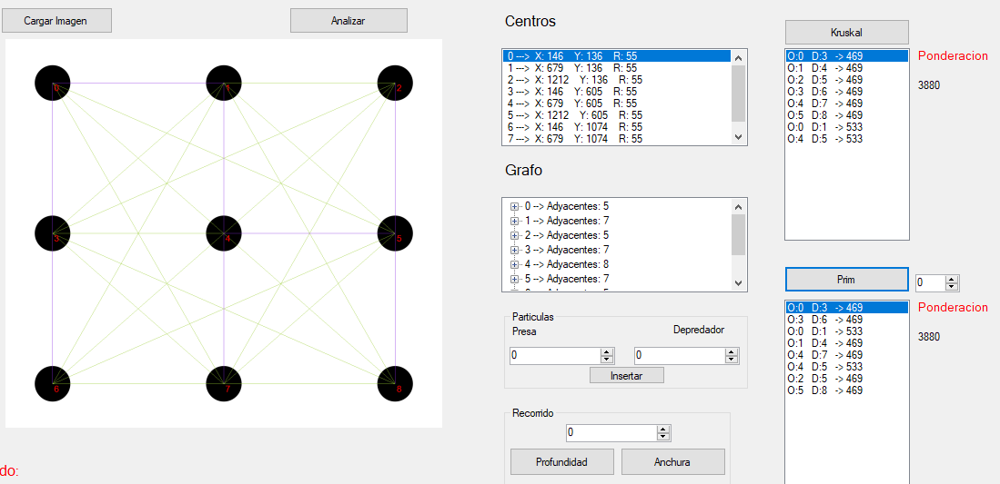 Cargar Imagen
Analizar
0
1
2
3
4
5
6
7
8
do:
Centros
0 ---> X: 146 Y: 136 R: 55
1 ---> X: 679 Y: 136 R: 55
2 ---> X: 1212 Y: 136 R: 55
3 ---> X: 146 Y: 605 R: 55
4 ---> X: 679 Y: 605 R: 55
5 ---> X: 1212 Y: 605 R: 55
6 ---> X: 146 Y: 1074 R: 55
7 ---> X: 679 Y: 1074 R: 55
Grafo
0 --> Adyacentes: 5
1 --> Adyacentes: 7
2 --> Adyacentes: 5
3 --> Adyacentes: 7
4 --> Adyacentes: 8
5 --> Adyacentes: 7
Particulas
Presa
Depredador
0
0
Insertar
Recorrido
0
Profundidad
Anchura
Kruskal
O:0 D:3 -> 469
O:1 D:4 -> 469
O:2 D:5 -> 469
O:3 D:6 -> 469
O:4 D:7 -> 469
O:5 D:8 -> 469
O:0 D:1 -> 533
O:4 D:5 -> 533
Ponderacion
3880
Prim
0
O:0 D:3 -> 469
O:3 D:6 -> 469
O:0 D:1 -> 533
O:1 D:4 -> 469
O:4 D:7 -> 469
O:4 D:5 -> 533
O:2 D:5 -> 469
O:5 D:8 -> 469
Ponderacion
3880